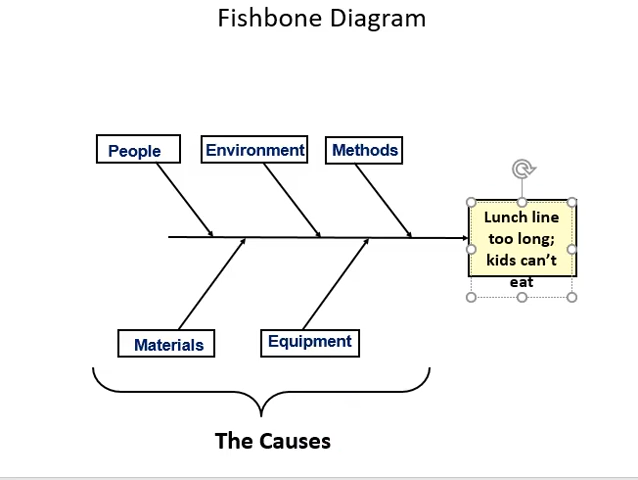 Fishbone Diagram
People
Environment
Methods
Lunch line
too long;
kids can’t
eat
Materials
Equipment
The Causes